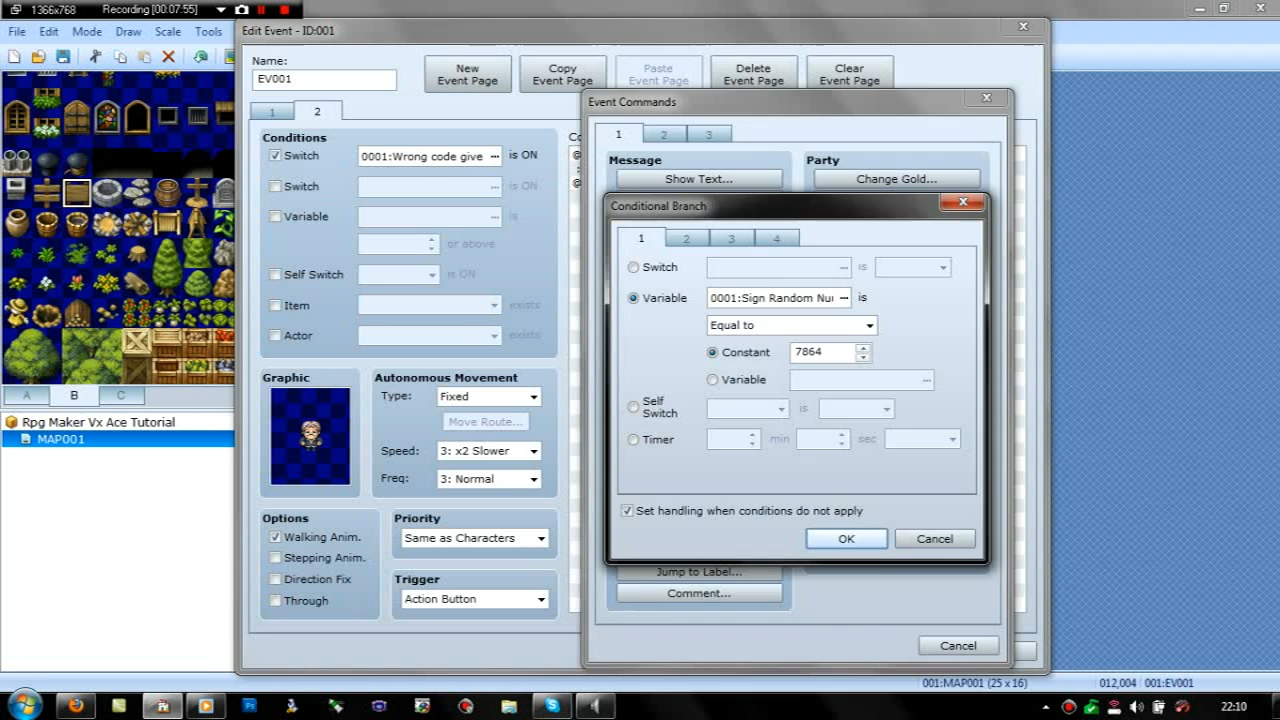 1366x768 Recording [00:07:55]
File Edit Mode Draw Scale Tools
Edit Event - ID:001
Name:
EV001
New Event Page
Copy Event Page
Paste Event Page
Delete Event Page
Clear Event Page
1 2
Conditions
Switch 0001:Wrong code give ... is ON
Switch ... is ON
Variable ... is
or above
Self Switch is ON
Item exists
Actor exists
Graphic
Autonomous Movement
Type: Fixed
Move Route...
Speed: 3: x2 Slower
Freq: 3: Normal
Options
Walking Anim.
Stepping Anim.
Direction Fix
Through
Priority
Same as Characters
Trigger
Action Button
A B C
Rpg Maker Vx Ace Tutorial
MAP001
Event Commands
1 2 3
Message
Show Text...
Party
Change Gold...
Conditional Branch
1 2 3 4
Switch ... is
Variable 0001:Sign Random Nu ... is
Equal to
Constant 7864
Variable ...
Self Switch is
Timer min sec
Set handling when conditions do not apply
OK Cancel
Jump to Label...
Comment...
Cancel
001:MAP001 (25 x 16) 012,004 001:EV001
22:10